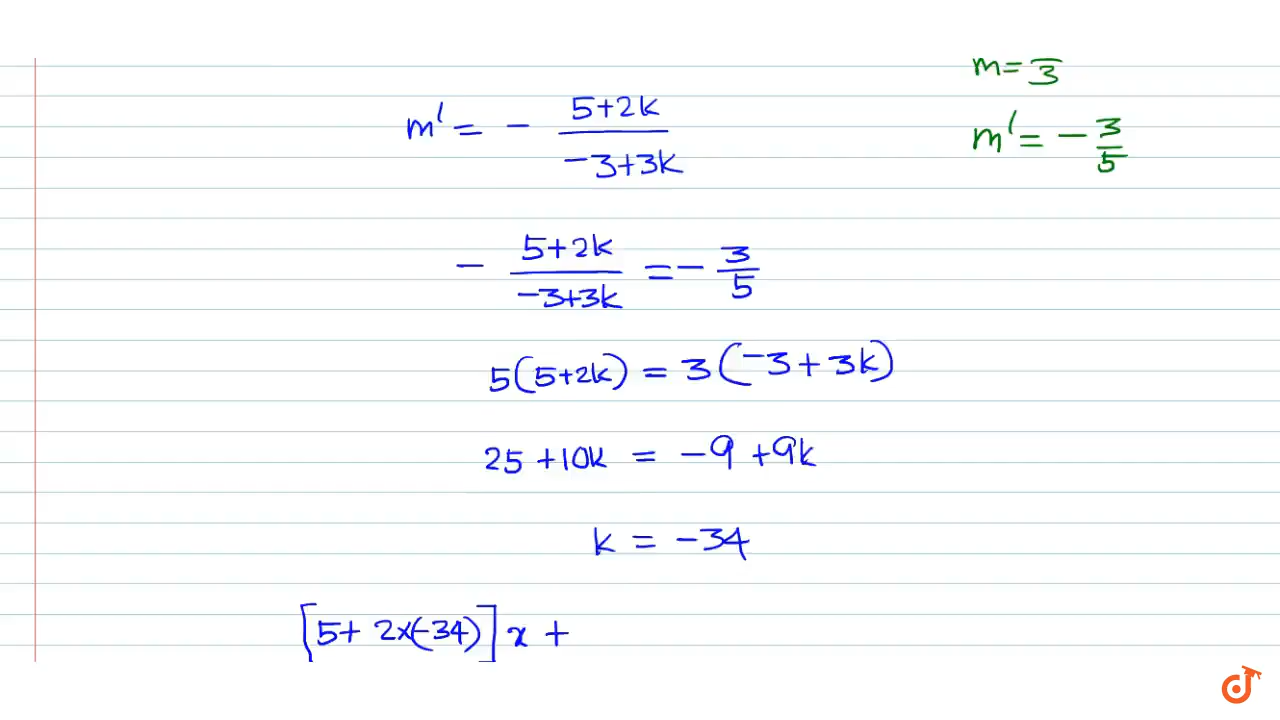 m = ‾3
m' = - 3/5
m' = - (5+2k)/(-3+3k)
- (5+2k)/(-3+3k) = - 3/5
5(5+2k) = 3(-3+3k)
25 +10k = -9 +9k
k = -34
[5+ 2x(-34)] x +